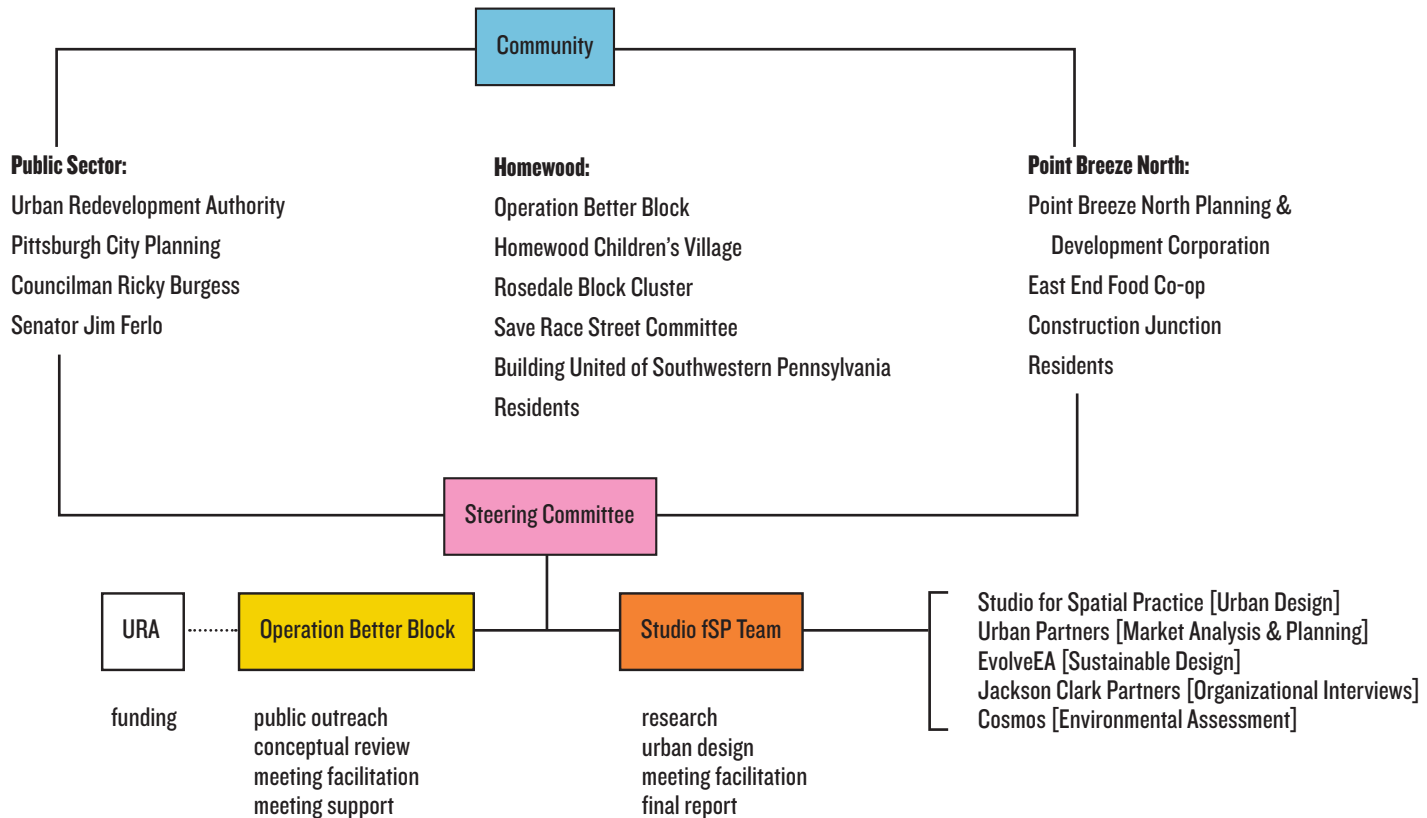 Community
Public Sector:
Urban Redevelopment Authority
Pittsburgh City Planning
Councilman Ricky Burgess
Senator Jim Ferlo
Homewood:
Operation Better Block
Homewood Children’s Village
Rosedale Block Cluster
Save Race Street Committee
Building United of Southwestern Pennsylvania
Residents
Point Breeze North:
Point Breeze North Planning &
Development Corporation
East End Food Co-op
Construction Junction
Residents
Steering Committee
URA
funding
Operation Better Block
public outreach
conceptual review
meeting facilitation
meeting support
Studio fSP Team
research
urban design
meeting facilitation
final report
Studio for Spatial Practice [Urban Design]
Urban Partners [Market Analysis & Planning]
EvolveEA [Sustainable Design]
Jackson Clark Partners [Organizational Interviews]
Cosmos [Environmental Assessment]